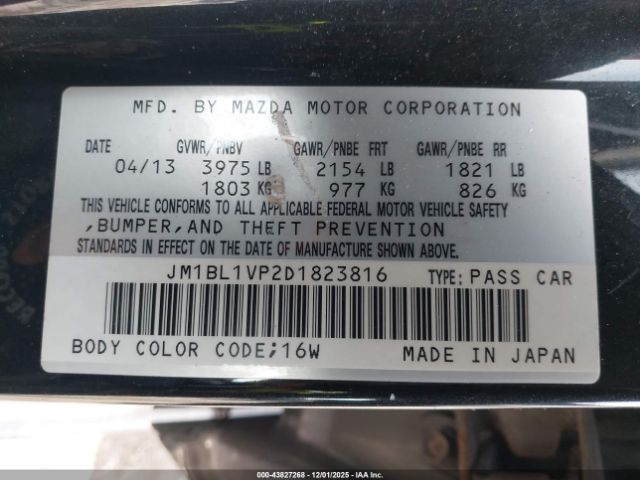 MFD. BY MAZDA MOTOR CORPORATION
DATE GVWR/PNBV GAWR/PNBE FRT GAWR/PNBE RR
04/13 3975 LB 2154 LB 1821 LB
1803 KG 977 KG 826 KG
THIS VEHICLE CONFORMS TO ALL APPLICABLE FEDERAL MOTOR VEHICLE SAFETY
,BUMPER,AND THEFT PREVENTION
STANDARDS IN EFFECT ON THE DATE OF MANUFACTURE SHOWN ABOVE.
JM1BL1VP2D1823816 TYPE: PASS CAR
BODY COLOR CODE;16W MADE IN JAPAN
000-43827268 - 12/01/2025 - IAAI.COM